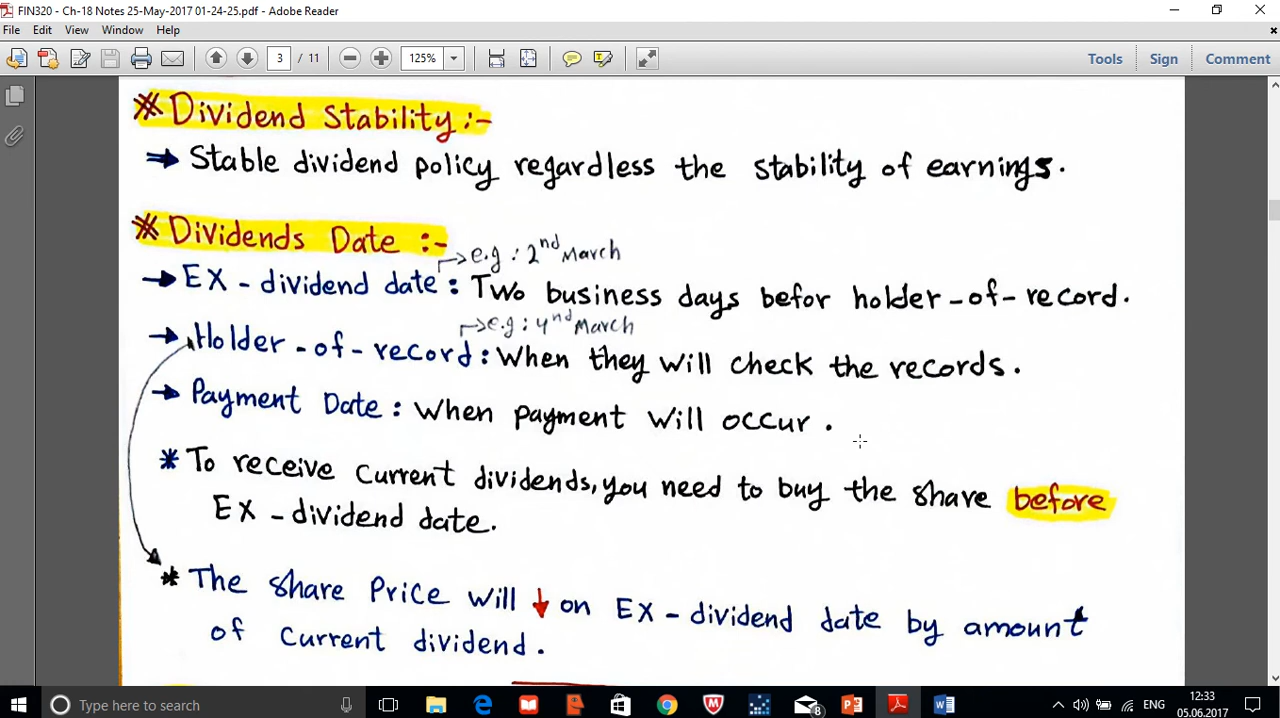 FIN320 - Ch-18 Notes 25-May-2017 01-24-25.pdf - Adobe Reader
File Edit View Window Help
3 / 11 125% Tools Sign Comment
* Dividend Stability :-
→ Stable dividend policy regardless the stability of earnings.
* Dividends Date :-
→ e.g : 2nd March
→ EX - dividend date : Two business days befor holder-of-record.
→ e.g : 4nd March
→ Holder-of-record : When they will check the records.
→ Payment Date : When payment will occur.
* To receive current dividends, you need to buy the share before
EX - dividend date.
* The share Price will ↓ on EX - dividend date by amount
of current dividend.
Type here to search
8
ENG
12:33
05.06.2017